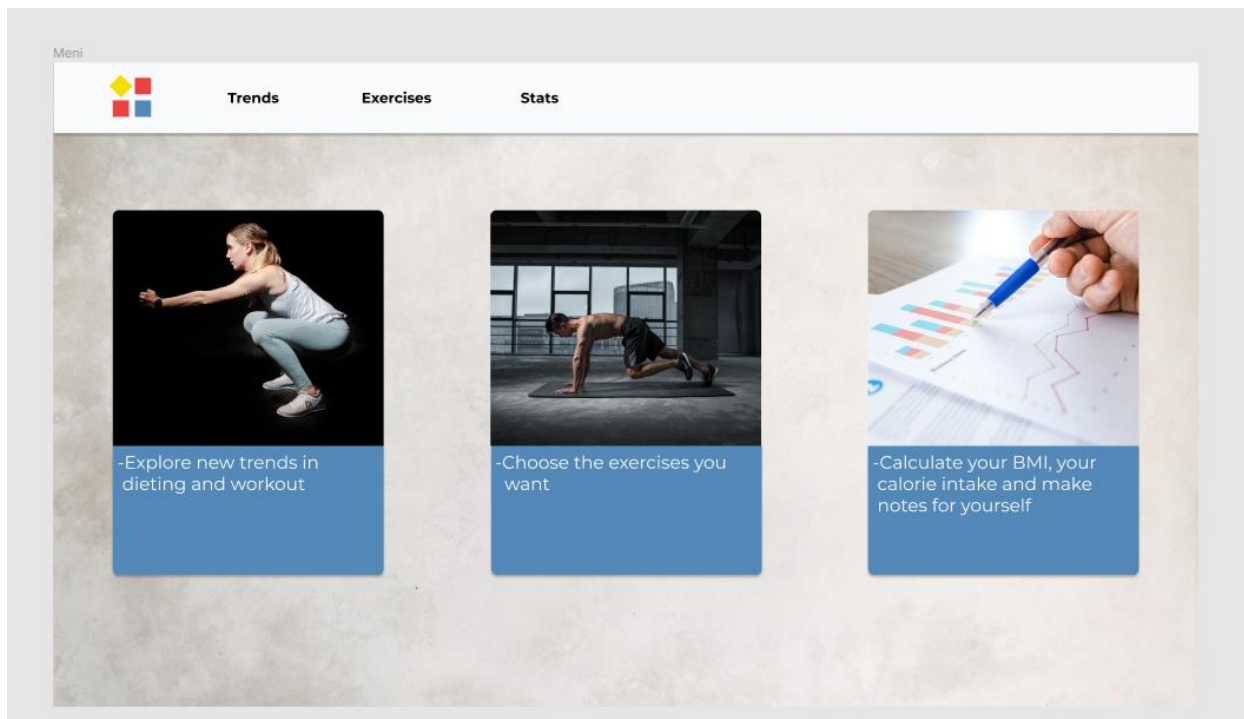 Meni
Trends Exercises Stats
-Explore new trends in
dieting and workout
-Choose the exercises you
want
-Calculate your BMI, your
calorie intake and make
notes for yourself